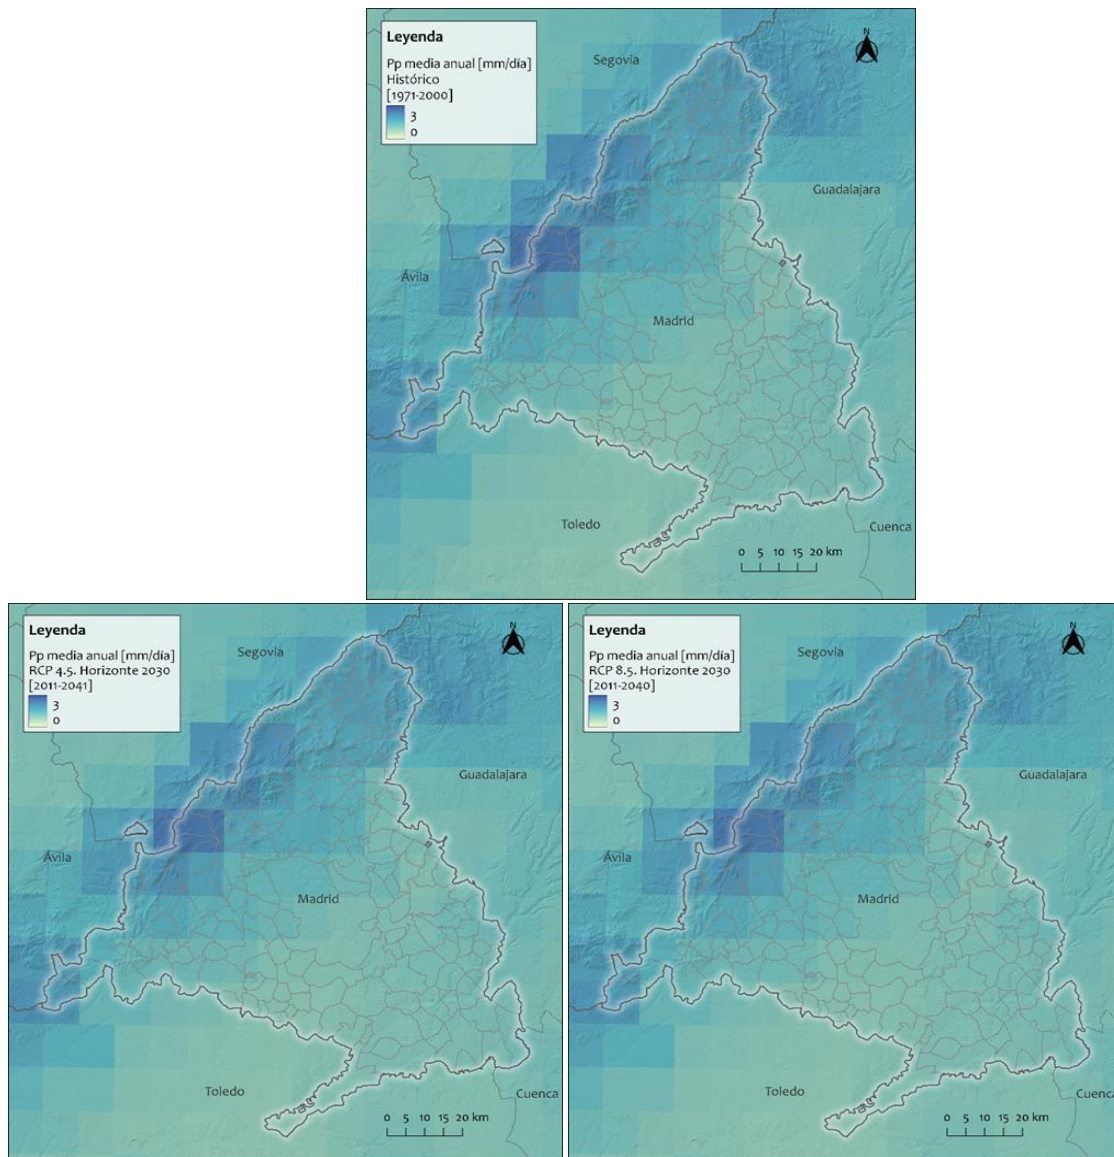 Leyenda
Pp media anual [mm/día]
Histórico
[1971-2000]
3
0
N
Segovia
Guadalajara
Ávila
Madrid
Toledo
Cuenca
0 5 10 15 20 km
Leyenda
Pp media anual [mm/día]
RCP 4.5. Horizonte 2030
[2011-2041]
3
0
N
Segovia
Guadalajara
Ávila
Madrid
Toledo
Cuenca
0 5 10 15 20 km
Leyenda
Pp media anual [mm/día]
RCP 8.5. Horizonte 2030
[2011-2040]
3
0
N
Segovia
Guadalajara
Ávila
Madrid
Toledo
Cuenca
0 5 10 15 20 km